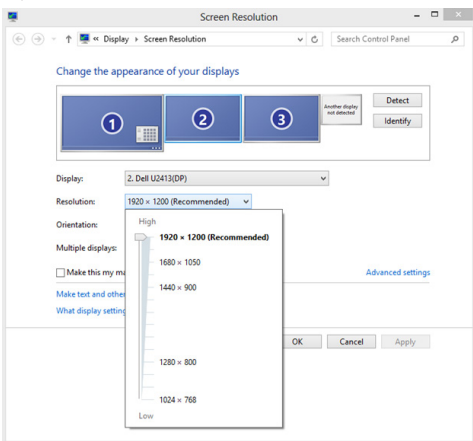 Screen Resolution
« Display ▸ Screen Resolution
Search Control Panel
Change the appearance of your displays
1
2
3
Another display
not detected
Detect
Identify
Display: 2. Dell U2413(DP)
Resolution: 1920 × 1200 (Recommended)
Orientation:
High
1920 × 1200 (Recommended)
Multiple displays:
1680 × 1050
Make this my
Advanced settings
1440 × 900
Make text and
What display
OK Cancel Apply
1280 × 800
1024 × 768
Low